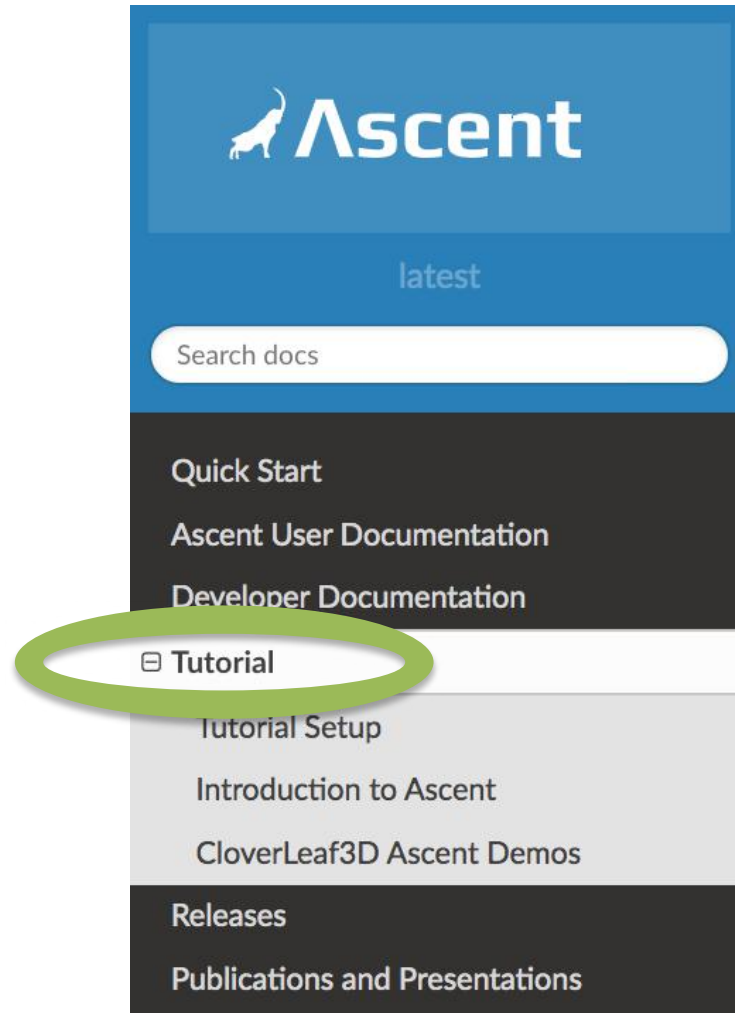 Ascent
latest
Search docs
Quick Start
Ascent User Documentation
Developer Documentation
Tutorial
Tutorial Setup
Introduction to Ascent
CloverLeaf3D Ascent Demos
Releases
Publications and Presentations